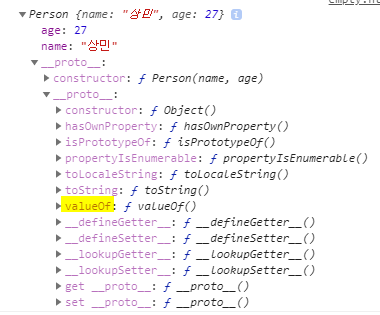 empty.ht
▼Person {name: "상민", age: 27} i
age: 27
name: "상민"
▼__proto__:
▶constructor: ƒ Person(name, age)
▼__proto__:
▶constructor: ƒ Object()
▶hasOwnProperty: ƒ hasOwnProperty()
▶isPrototypeOf: ƒ isPrototypeOf()
▶propertyIsEnumerable: ƒ propertyIsEnumerable()
▶toLocaleString: ƒ toLocaleString()
▶toString: ƒ toString()
▶valueOf: ƒ valueOf()
▶__defineGetter__: ƒ __defineGetter__()
▶__defineSetter__: ƒ __defineSetter__()
▶__lookupGetter__: ƒ __lookupGetter__()
▶__lookupSetter__: ƒ __lookupSetter__()
▶get __proto__: ƒ __proto__()
▶set __proto__: ƒ __proto__()